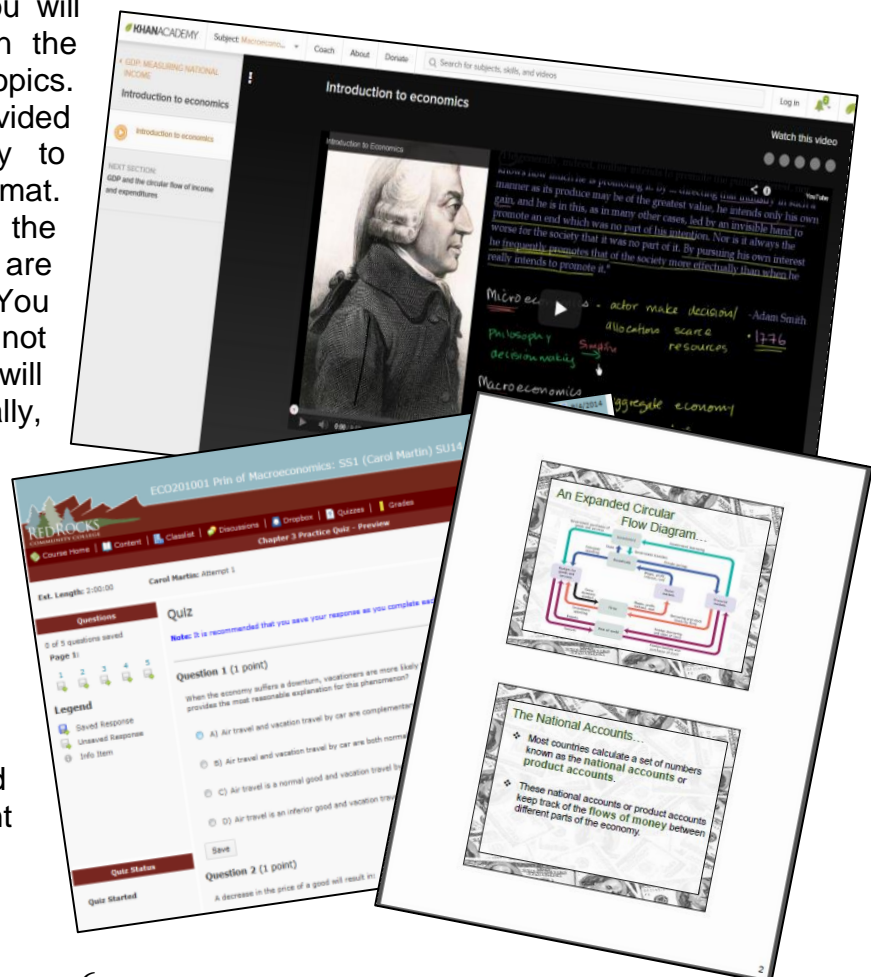 ou will
n the
opics.
vided
y to
mat.
the
are
You
not
will
ally,
d
nt
KHANACADEMY Subject: Macroecono... Coach About Donate Search for subjects, skills, and videos Log in
GDP: MEASURING NATIONAL
INCOME
Introduction to economics
Introduction to economics
NEXT SECTION:
GDP and the circular flow of income
and expenditures
Introduction to economics
Watch this video
Introduction to Economics
YouTube
knows how much he is promoting it; by directing that industry in such
manner as its produce may be of the greatest value, he intends only his own
gain, and he is in this, as in many other cases, led by an invisible hand to
promote an end which was no part of his intention. Nor is it always the
worse for the society that it was no part of it. By pursuing his own interest
he frequently promotes that of the society more effectually than when he
really intends to promote it."
-Adam Smith
• 1776
Microeconomics - actor make decision/
allocation scarce
resources
Philosophy
decision making
Macroeconomics
aggregate economy
0:00
/4/2014
ECO201001 Prin of Macroeconomics: SS1 (Carol Martin) SU14
REDROCKS
COMMUNITY COLLEGE
Course Home Content Classlist Discussions Dropbox Quizzes Grades
Chapter 3 Practice Quiz - Preview
Est. Length: 2:00:00 Carol Martin: Attempt 1
Questions
0 of 5 questions saved
Page 1:
1 2 3 4 5
Legend
Saved Response
Unsaved Response
Info Item
Quiz Status
Quiz Started
Quiz
Note: It is recommended that you save your response as you complete eac
Question 1 (1 point)
When the economy suffers a downturn, vacationers are more likely
provides the most reasonable explanation for this phenomenon?
A) Air travel and vacation travel by car are complementar
B) Air travel and vacation travel by car are both norma
C) Air travel is a normal good and vacation travel b
D) Air travel is an inferior good and vacation trav
Save
Question 2 (1 point)
A decrease in the price of a good will result in:
An Expanded Circular
Flow Diagram...
The National Accounts...
Most countries calculate a set of numbers
known as the national accounts or
product accounts.
These national accounts or product accounts
keep track of the flows of money between
different parts of the economy.
2